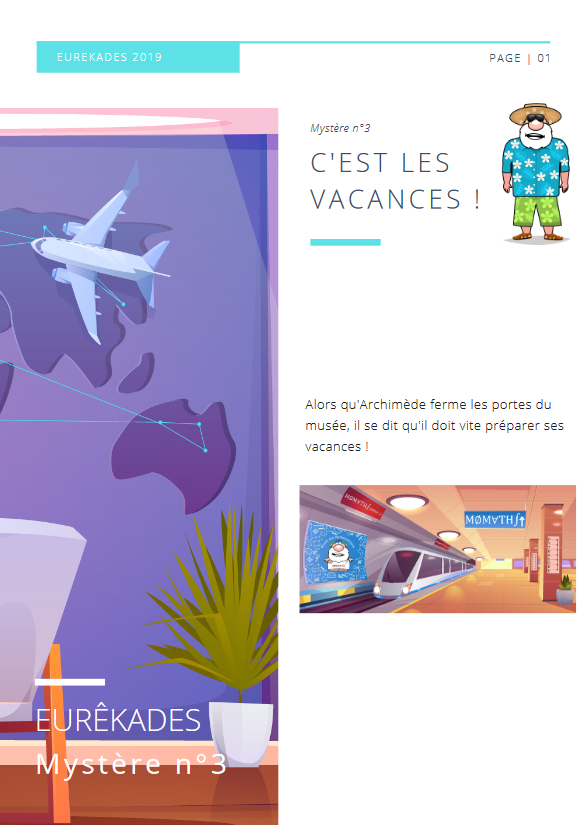 EUREKADES 2019
PAGE | 01
Mystère n°3
C'EST LES
VACANCES !
Alors qu'Archimède ferme les portes du
musée, il se dit qu'il doit vite préparer ses
vacances !
MØMⱯTH∫↑
EURÊKADES
Mystère n°3